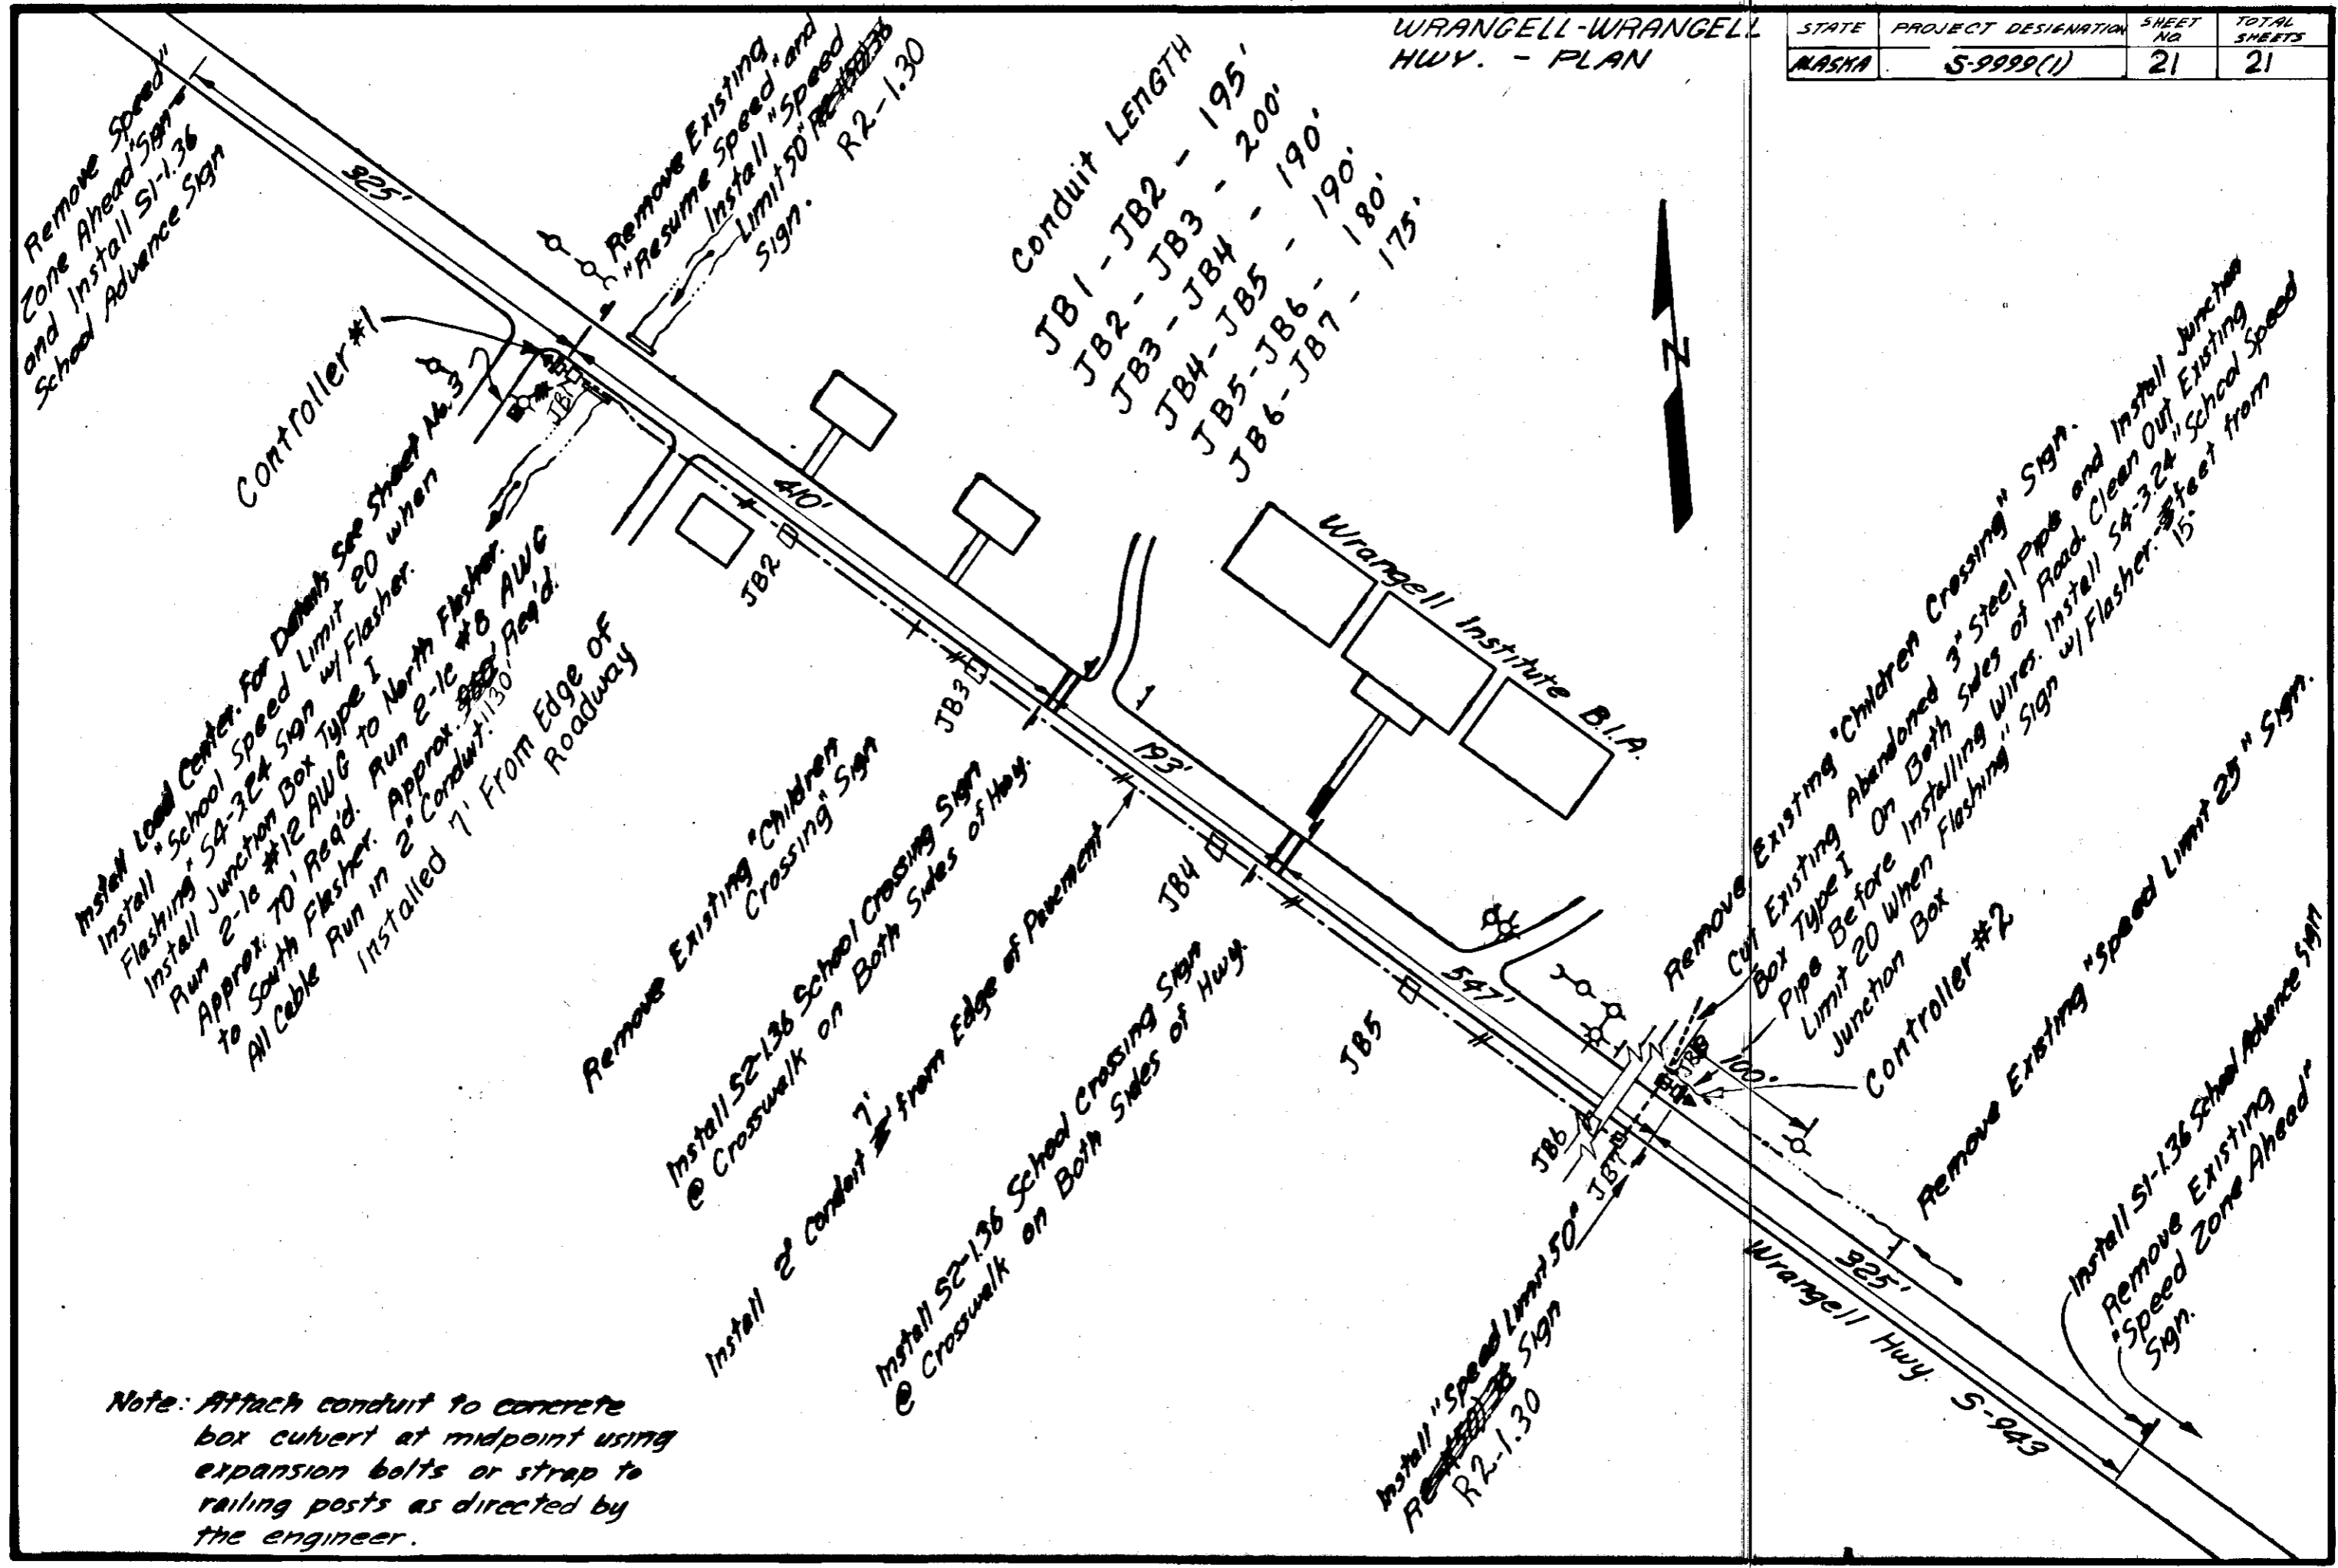 WRANGELL-WRANGELL
HWY. - PLAN
STATE
PROJECT DESIGNATION
SHEET NO.
TOTAL SHEETS
ALASKA
S-9999(1)
21
21
Remove Speed"
Zone Ahead" Sign
and Install S1-1.36
School Advance Sign
325'
Remove Existing
"Resume Speed" and
Install "Speed
Limit 50"
R2-1.30
Sign.
Conduit LENGTH
JB1 - JB2 - 195'
JB2 - JB3 - 200'
JB3 - JB4 - 190'
JB4 - JB5 - 190'
JB5 - JB6 - 180'
JB6 - JB7 - 175'
N
Controller #1
JB1
410'
JB2
JB3
Wrangell Institute B.I.A.
193'
JB4
JB5
547'
JB6
JB7
JB8
100'
Install Load Center. For Details See Sheet No. 3
Install "School Speed Limit 20 when
Flashing" S4-3.24 Sign w/ Flasher.
Install Junction Box Type I
Run 2-1c #12 AWG to North Flasher.
Approx. 70' Req'd. Run 2-1c #8 AWG
to South Flasher. Approx. 1130' Req'd.
All Cable Run in 2" Conduit.
Installed 7' From Edge OF
Roadway
Remove Existing "Children
Crossing" Sign
Install S2-1.36 School Crossing Sign
@ Crosswalk on Both Sides of Hwy.
Install 2" Conduit 7' from Edge of Pavement
Install S2-1.36 School Crossing Sign
@ Crosswalk on Both Sides of Hwy.
Remove Existing "Children Crossing" Sign.
Cut Existing Abandoned 3" Steel Pipe and Install Junction
Box Type I On Both Sides of Road. Clean Out Existing
Pipe Before Installing Wires. Install S4-3.24 "School Speed
Limit 20 When Flashing" Sign w/ Flasher. 15' feet from
Junction Box
Controller #2
Remove Existing "Speed Limit 25" Sign.
Install S1-1.36 School Advance Sign
Remove Existing
"Speed Zone Ahead"
Sign.
Install "Speed Limit 50"
Sign
R2-1.30
325'
Wrangell Hwy. S-943
Note: Attach conduit to concrete
box culvert at midpoint using
expansion bolts or strap to
railing posts as directed by
the engineer.